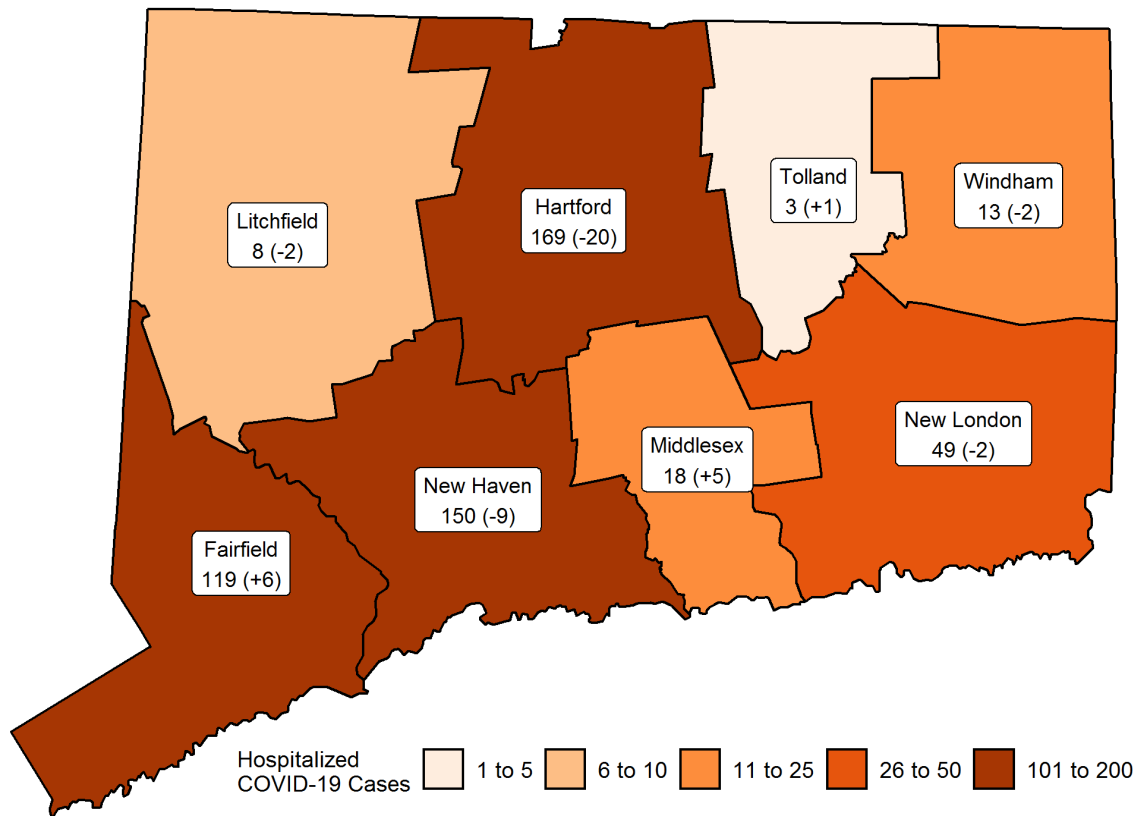 Litchfield
8 (-2)
Hartford
169 (-20)
Tolland
3 (+1)
Windham
13 (-2)
Fairfield
119 (+6)
New Haven
150 (-9)
Middlesex
18 (+5)
New London
49 (-2)
Hospitalized
COVID-19 Cases
1 to 5
6 to 10
11 to 25
26 to 50
101 to 200